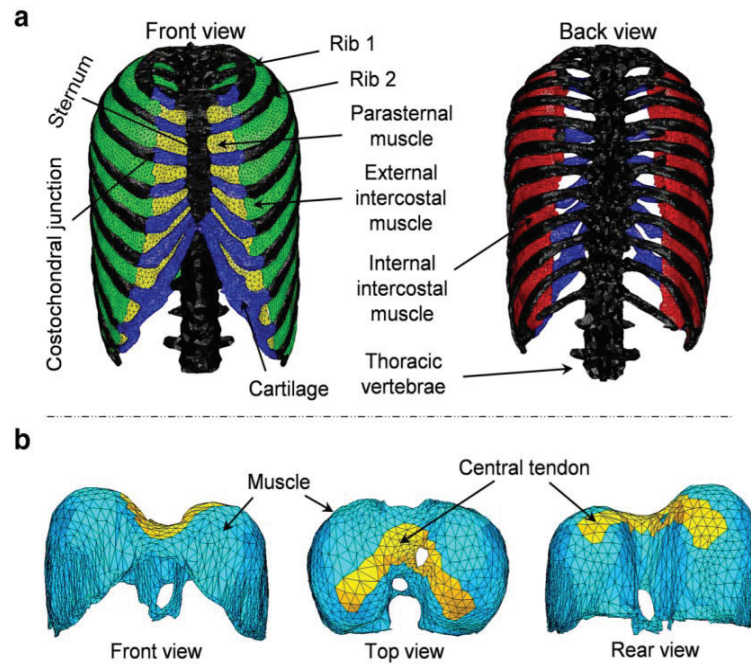 a
Front view
Back view
Rib 1
Rib 2
Sternum
Parasternal
muscle
External
intercostal
muscle
Costochondral junction
Internal
intercostal
muscle
Thoracic
vertebrae
Cartilage
b
Muscle
Central tendon
Front view
Top view
Rear view